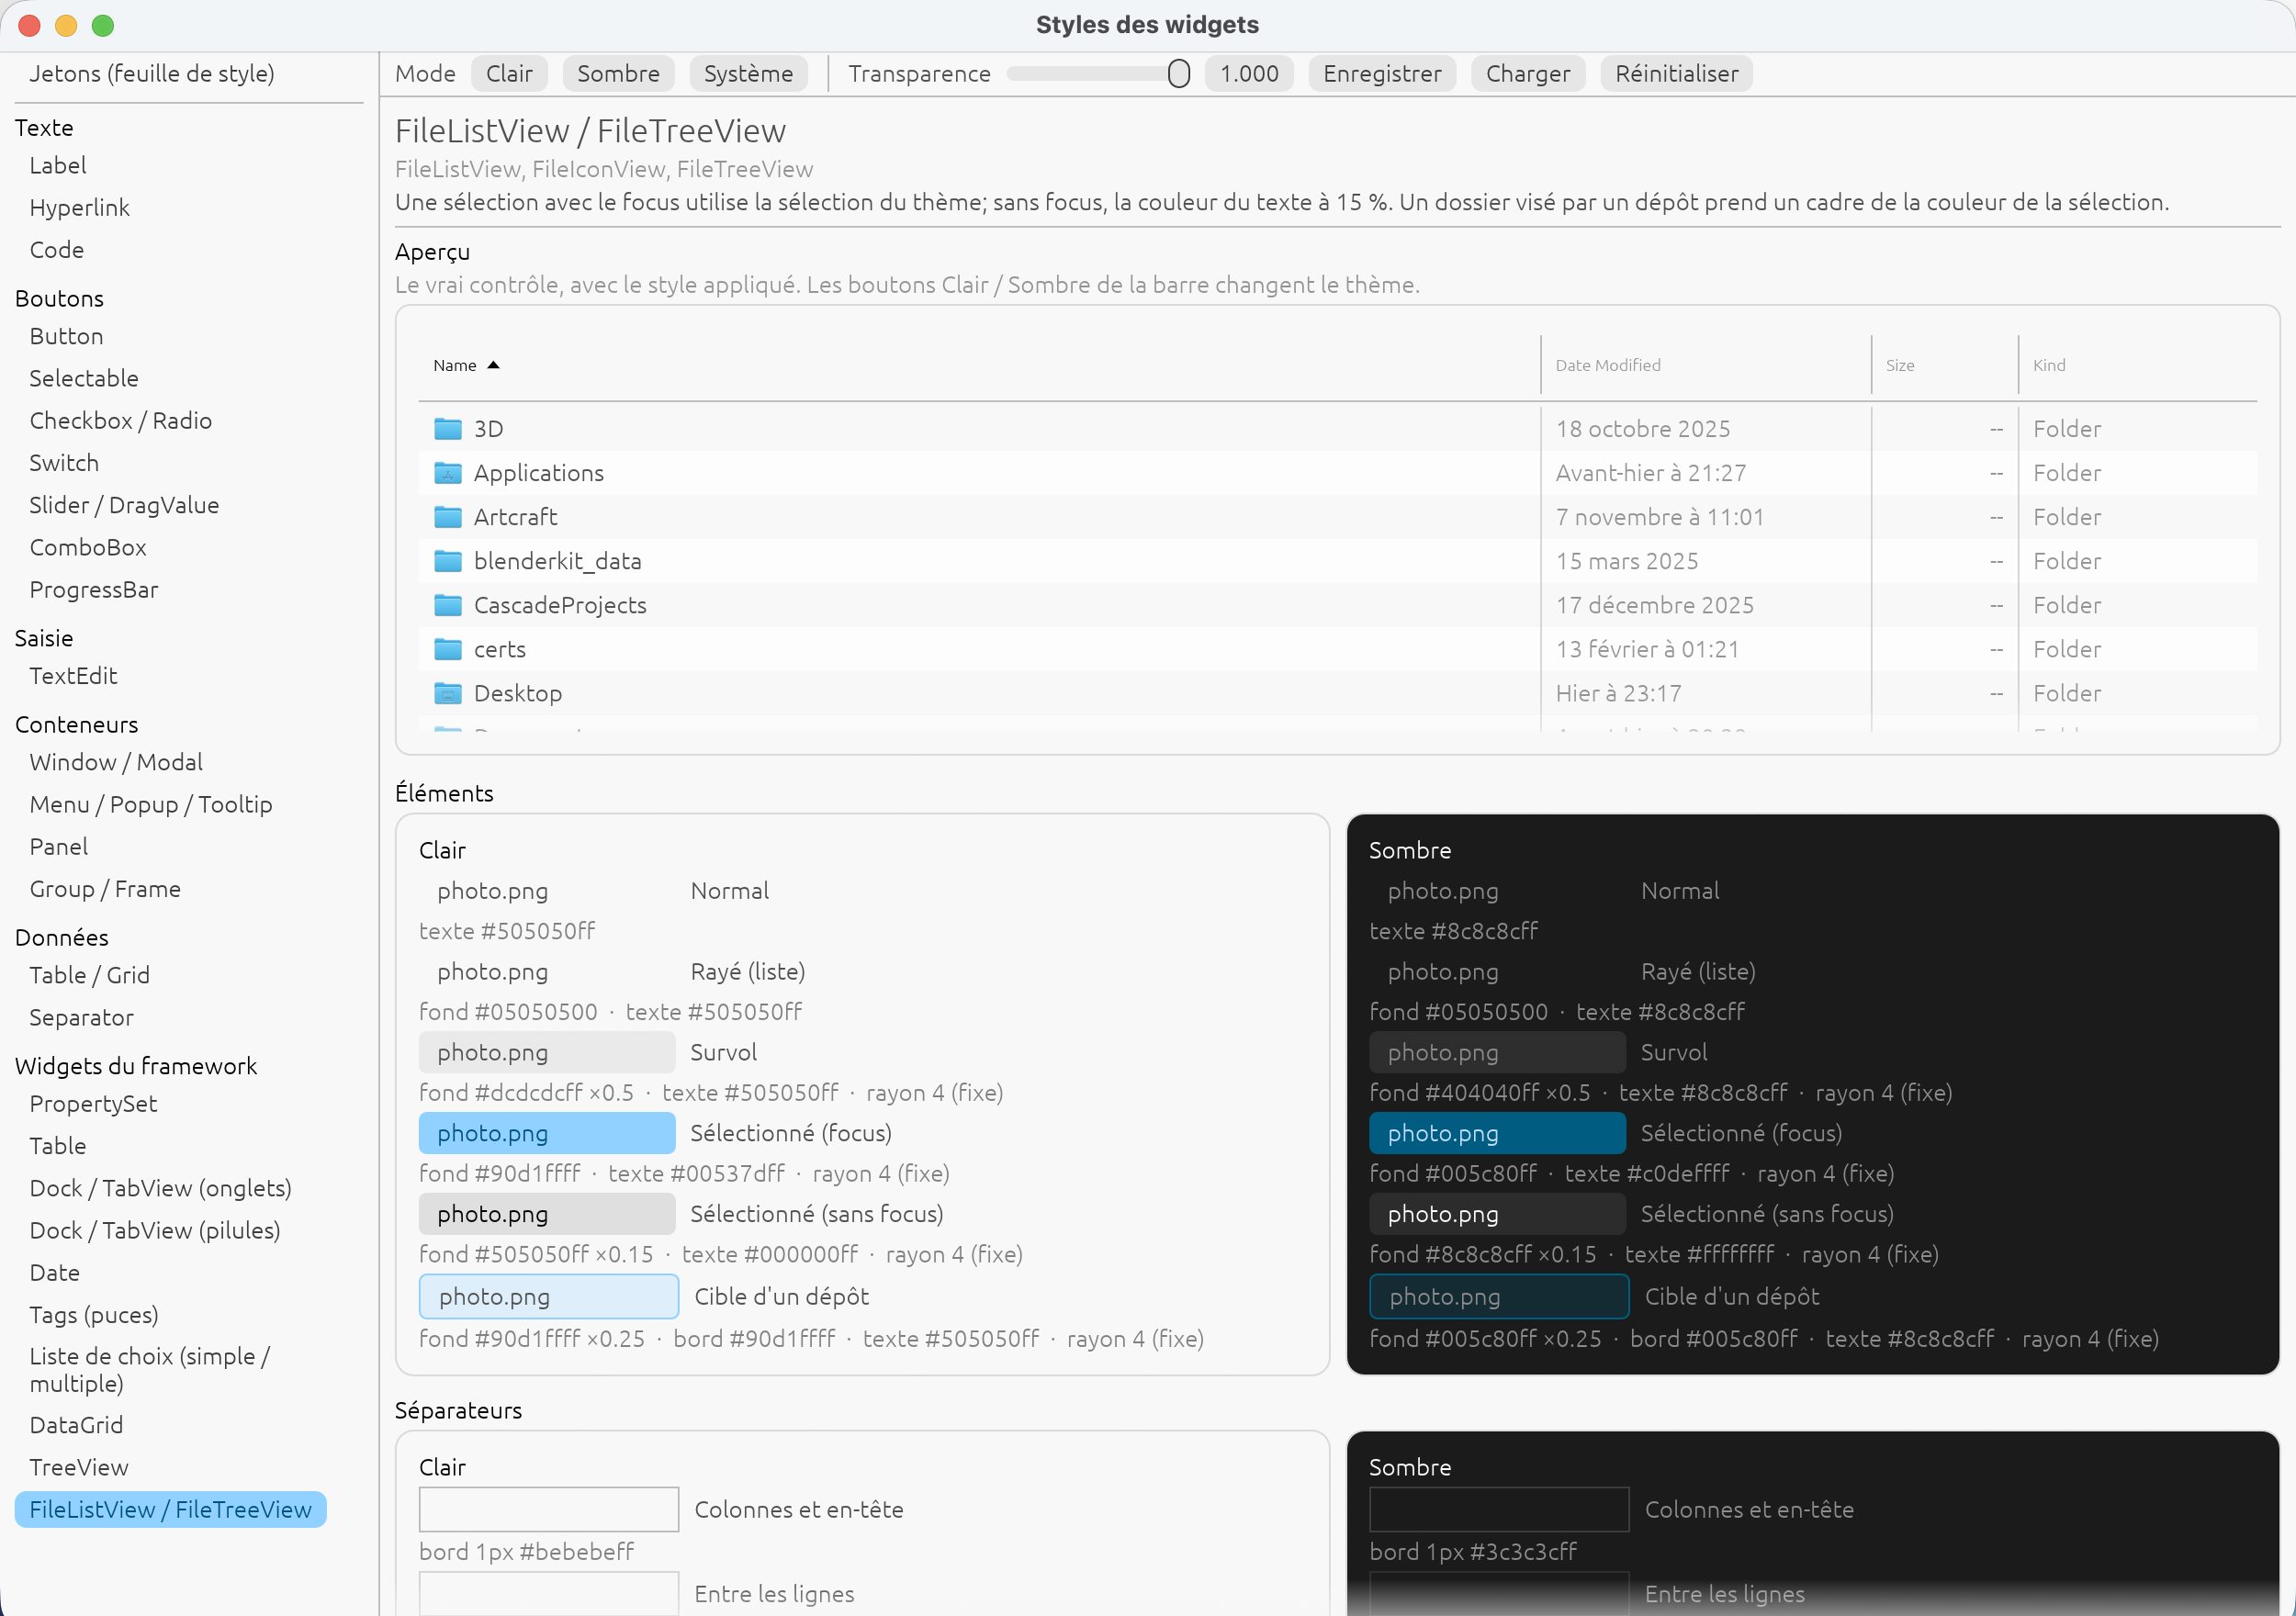 Styles des widgets
Jetons (feuille de style)
Texte
Label
Hyperlink
Code
Boutons
Button
Selectable
Checkbox / Radio
Switch
Slider / DragValue
ComboBox
ProgressBar
Saisie
TextEdit
Conteneurs
Window / Modal
Menu / Popup / Tooltip
Panel
Group / Frame
Données
Table / Grid
Separator
Widgets du framework
PropertySet
Table
Dock / TabView (onglets)
Dock / TabView (pilules)
Date
Tags (puces)
Liste de choix (simple /
multiple)
DataGrid
TreeView
FileListView / FileTreeView
Mode Clair Sombre Système Transparence 1.000 Enregistrer Charger Réinitialiser
FileListView / FileTreeView
FileListView, FileIconView, FileTreeView
Une sélection avec le focus utilise la sélection du thème; sans focus, la couleur du texte à 15 %. Un dossier visé par un dépôt prend un cadre de la couleur de la sélection.
Aperçu
Le vrai contrôle, avec le style appliqué. Les boutons Clair / Sombre de la barre changent le thème.
Name Date Modified Size Kind
3D 18 octobre 2025 -- Folder
Applications Avant-hier à 21:27 -- Folder
Artcraft 7 novembre à 11:01 -- Folder
blenderkit_data 15 mars 2025 -- Folder
CascadeProjects 17 décembre 2025 -- Folder
certs 13 février à 01:21 -- Folder
Desktop Hier à 23:17 -- Folder
Éléments
Clair
photo.png Normal
texte #505050ff
photo.png Rayé (liste)
fond #05050500 · texte #505050ff
photo.png Survol
fond #dcdcdcff ×0.5 · texte #505050ff · rayon 4 (fixe)
photo.png Sélectionné (focus)
fond #90d1ffff · texte #00537dff · rayon 4 (fixe)
photo.png Sélectionné (sans focus)
fond #505050ff ×0.15 · texte #000000ff · rayon 4 (fixe)
photo.png Cible d'un dépôt
fond #90d1ffff ×0.25 · bord #90d1ffff · texte #505050ff · rayon 4 (fixe)
Sombre
photo.png Normal
texte #8c8c8cff
photo.png Rayé (liste)
fond #05050500 · texte #8c8c8cff
photo.png Survol
fond #404040ff ×0.5 · texte #8c8c8cff · rayon 4 (fixe)
photo.png Sélectionné (focus)
fond #005c80ff · texte #c0deffff · rayon 4 (fixe)
photo.png Sélectionné (sans focus)
fond #8c8c8cff ×0.15 · texte #ffffffff · rayon 4 (fixe)
photo.png Cible d'un dépôt
fond #005c80ff ×0.25 · bord #005c80ff · texte #8c8c8cff · rayon 4 (fixe)
Séparateurs
Clair
Colonnes et en-tête
bord 1px #bebebeff
Entre les lignes
Sombre
Colonnes et en-tête
bord 1px #3c3c3cff
Entre les lignes